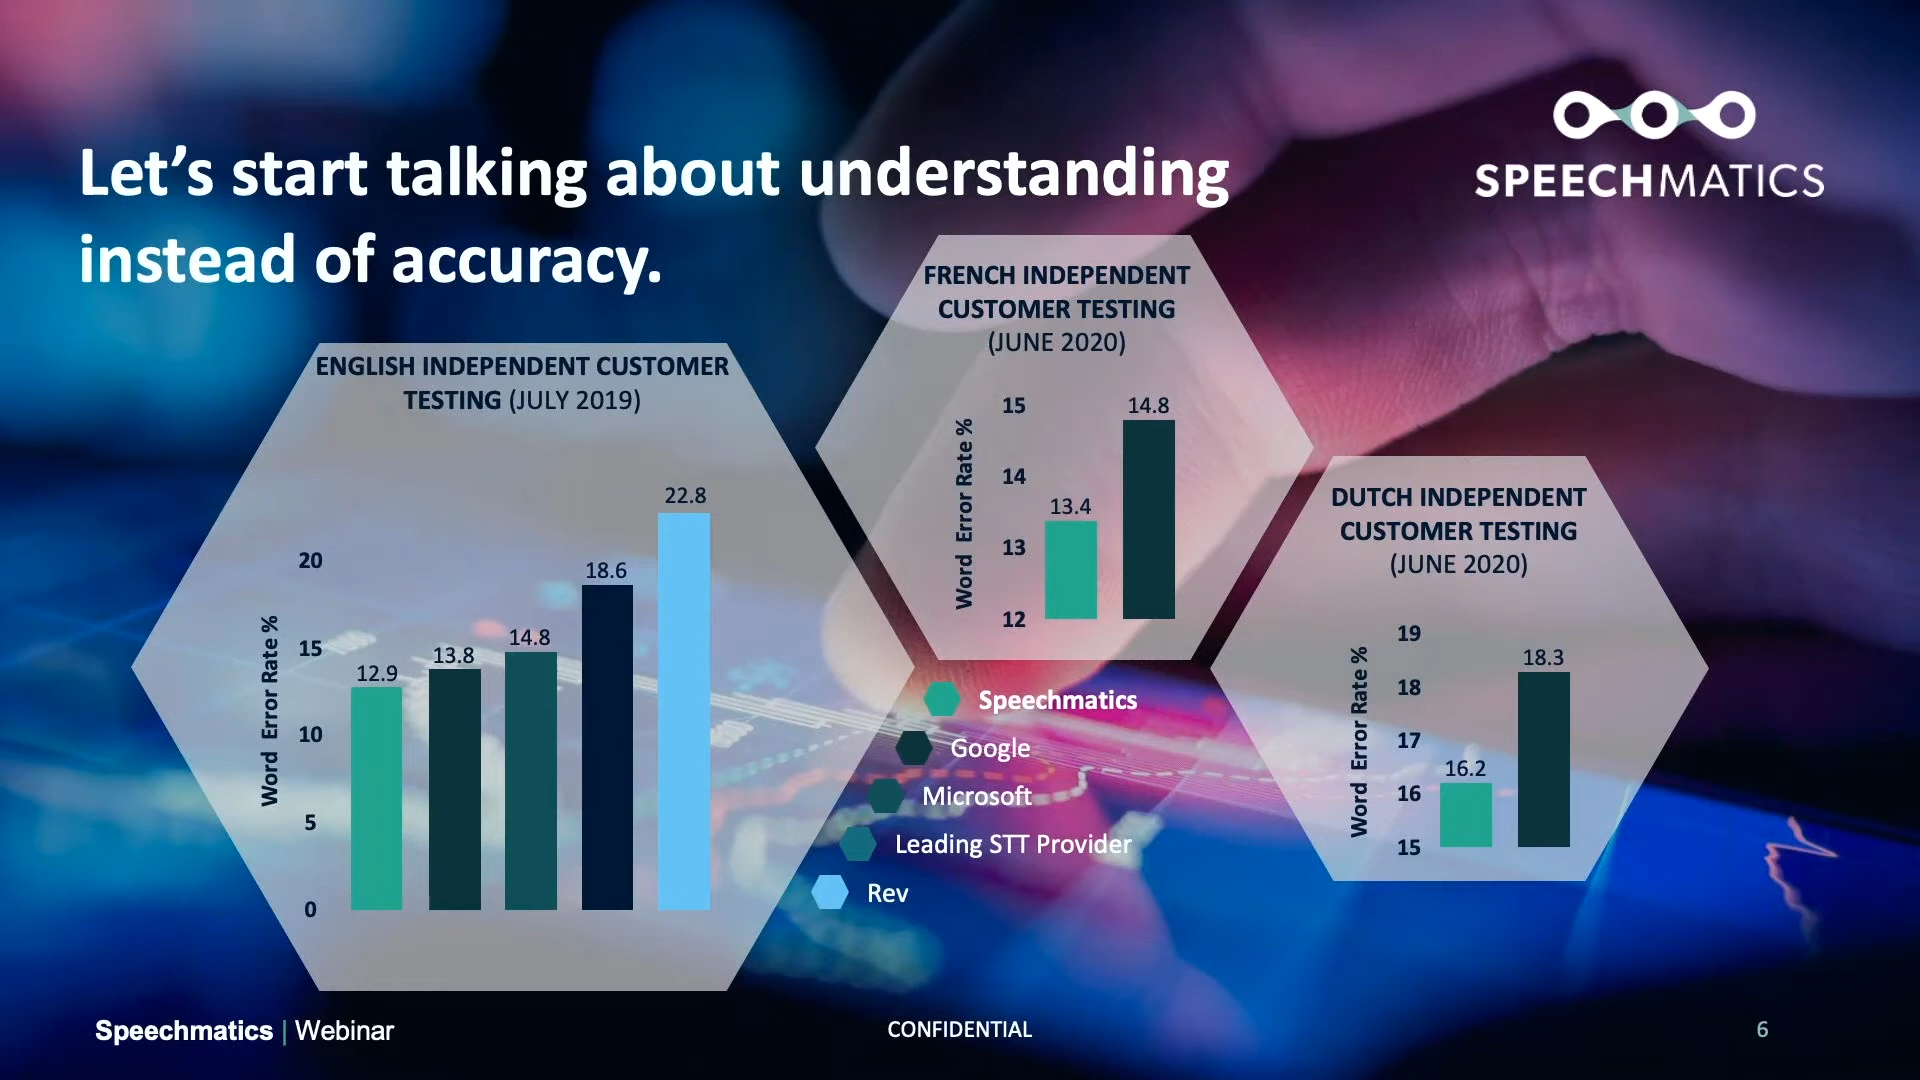 Let's start talking about understanding
instead of accuracy.
SPEECHMATICS
ENGLISH INDEPENDENT CUSTOMER
TESTING (JULY 2019)
Word Error Rate %
20
15
10
5
0
12.9
13.8
14.8
18.6
22.8
FRENCH INDEPENDENT
CUSTOMER TESTING
(JUNE 2020)
Word Error Rate %
15
14
13
12
13.4
14.8
DUTCH INDEPENDENT
CUSTOMER TESTING
(JUNE 2020)
Word Error Rate %
19
18
17
16
15
16.2
18.3
Speechmatics
Google
Microsoft
Leading STT Provider
Rev
Speechmatics | Webinar
CONFIDENTIAL
6